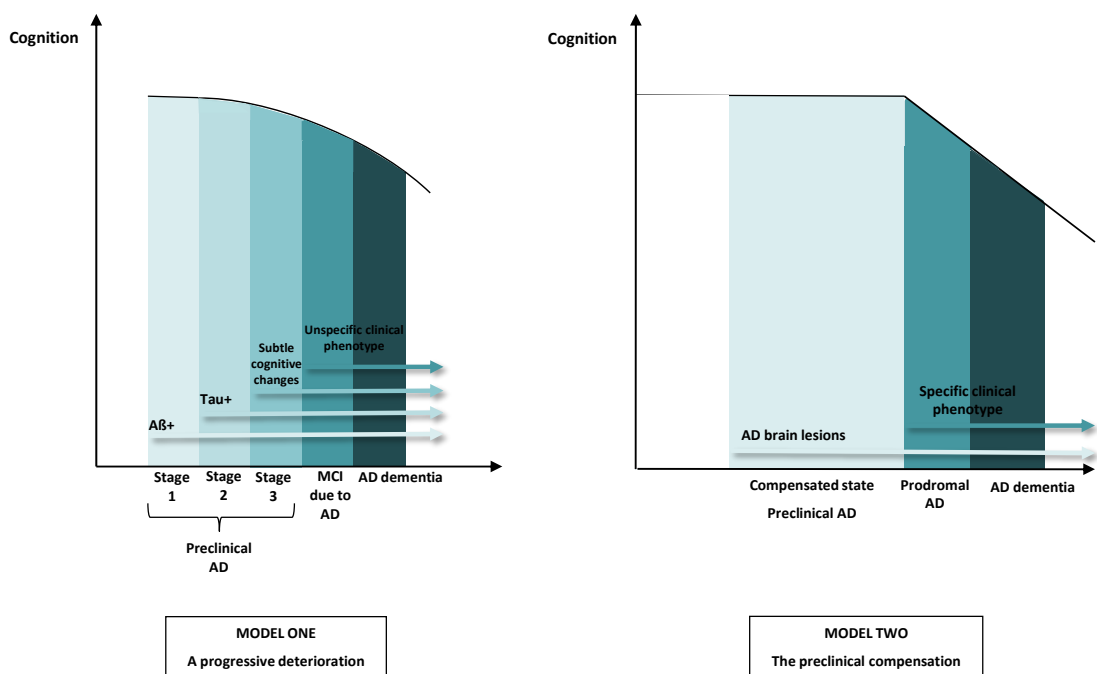 Cognition
Unspecific clinical
phenotype
Subtle
cognitive
changes
Tau+
Aß+
Stage
1
Stage
2
Stage
3
MCI
due to
AD
AD dementia
Preclinical
AD
MODEL ONE
A progressive deterioration
Cognition
Specific clinical
phenotype
AD brain lesions
Compensated state
Preclinical AD
Prodromal
AD
AD dementia
MODEL TWO
The preclinical compensation